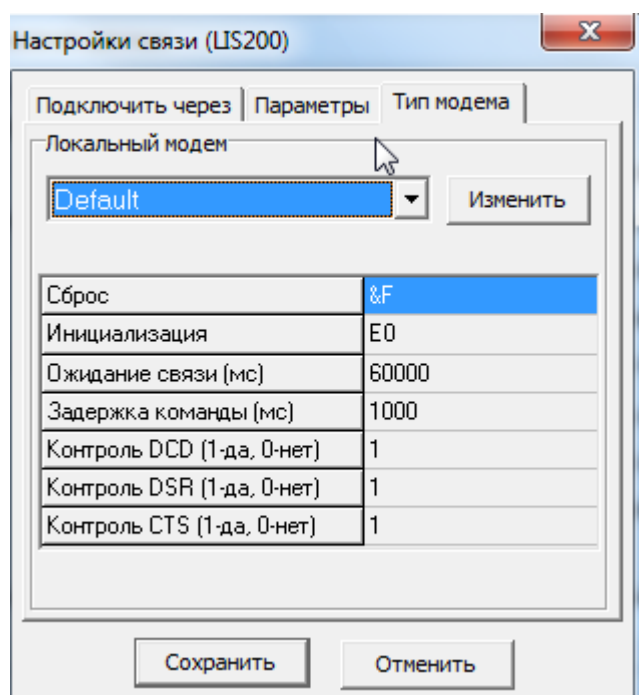 Настройки связи (LIS200)
x
Подключить через Параметры Тип модема
Локальный модем
Default Изменить
Сброс &F
Инициализация E0
Ожидание связи (мс) 60000
Задержка команды (мс) 1000
Контроль DCD (1-да, 0-нет) 1
Контроль DSR (1-да, 0-нет) 1
Контроль CTS (1-да, 0-нет) 1
Сохранить Отменить